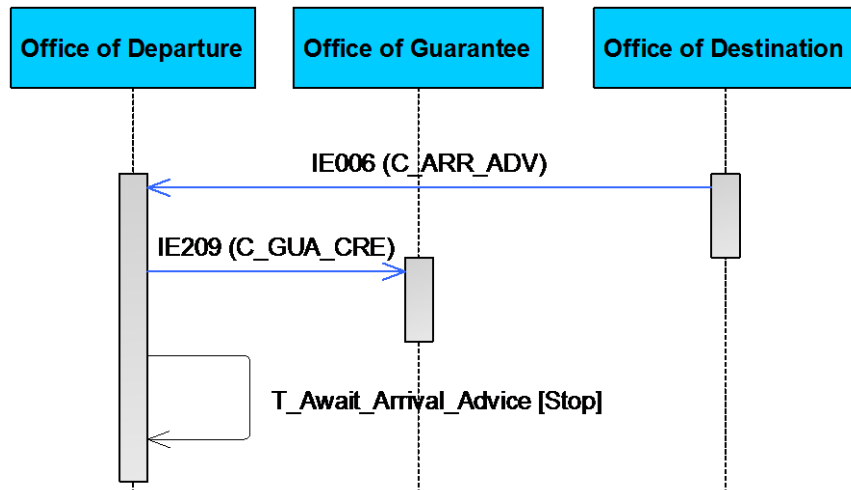 Office of Departure
Office of Guarantee
Office of Destination
IE006 (C_ARR_ADV)
IE209 (C_GUA_CRE)
T_Await_Arrival_Advice [Stop]